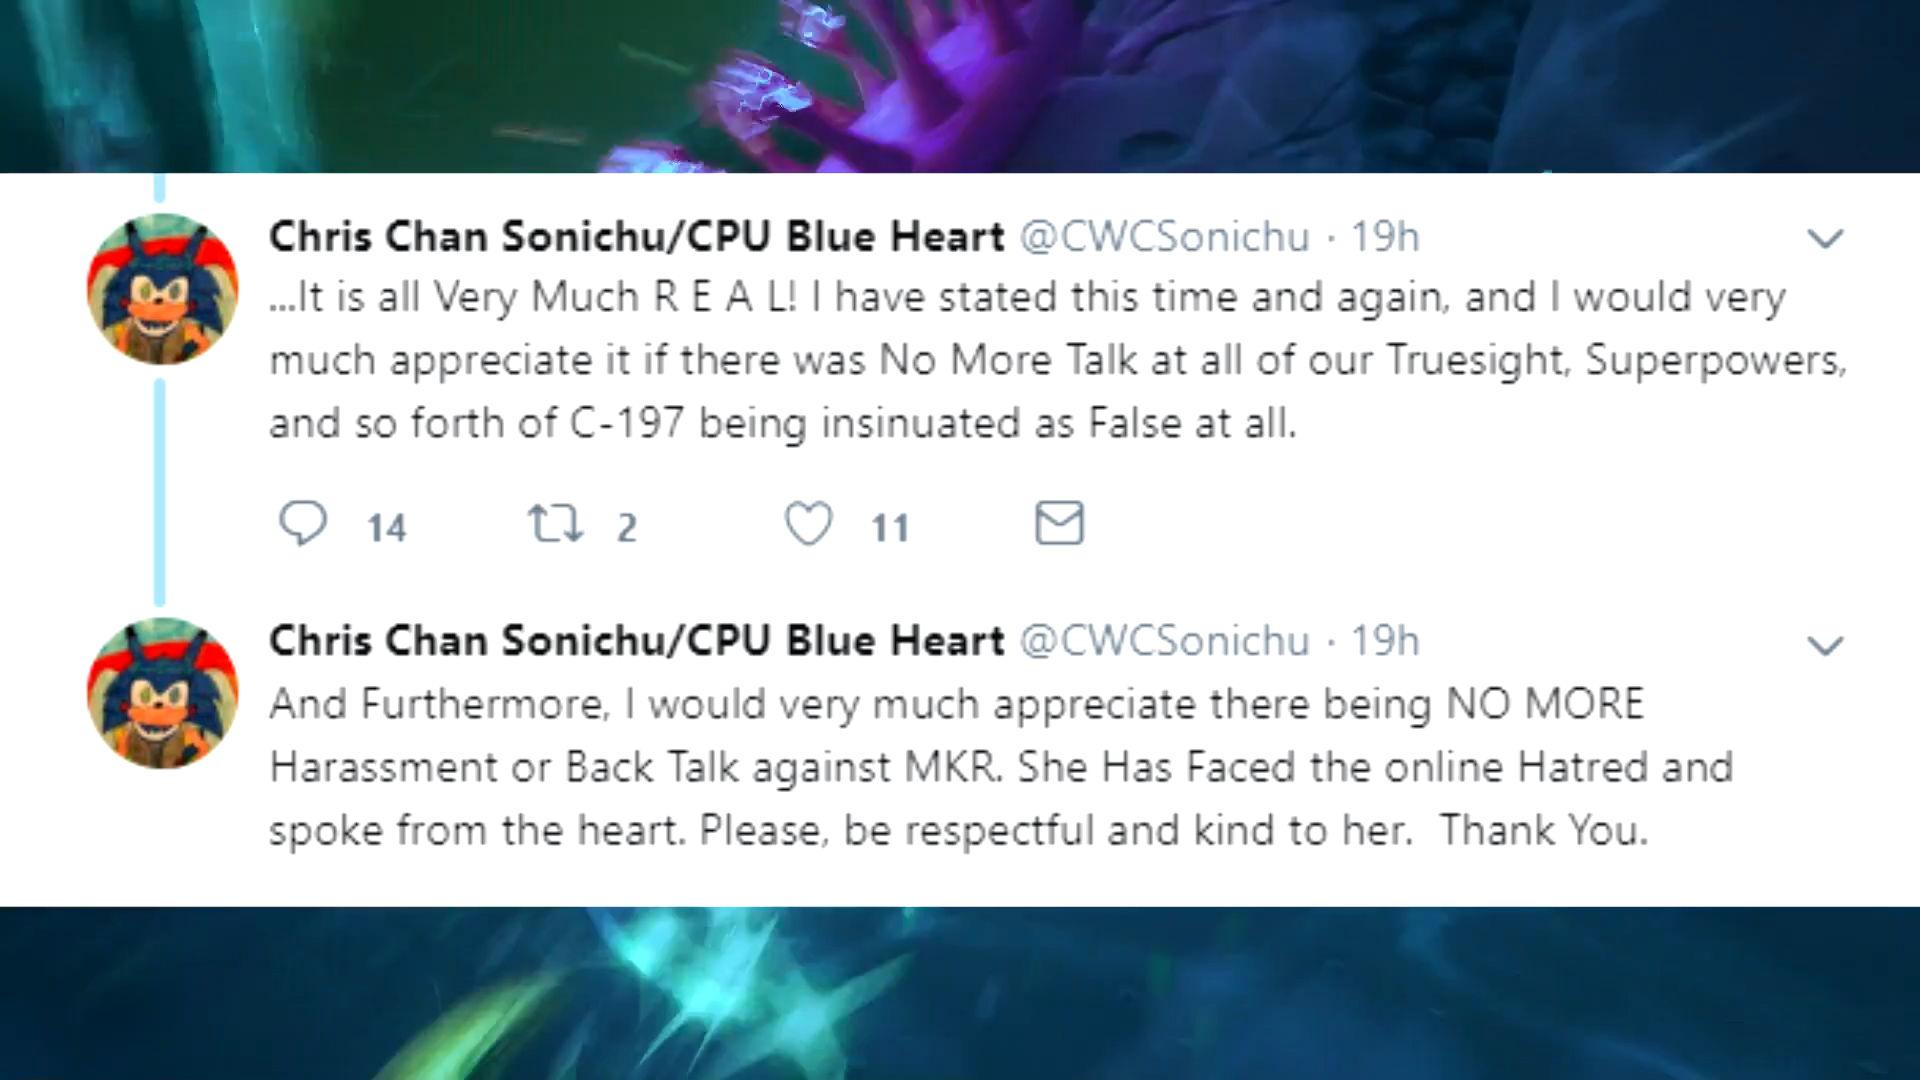 Chris Chan Sonichu/CPU Blue Heart @CWCSonichu · 19h
...It is all Very Much R E A L! I have stated this time and again, and I would very
much appreciate it if there was No More Talk at all of our Truesight, Superpowers,
and so forth of C-197 being insinuated as False at all.
14 2 11
Chris Chan Sonichu/CPU Blue Heart @CWCSonichu · 19h
And Furthermore, I would very much appreciate there being NO MORE
Harassment or Back Talk against MKR. She Has Faced the online Hatred and
spoke from the heart. Please, be respectful and kind to her.  Thank You.